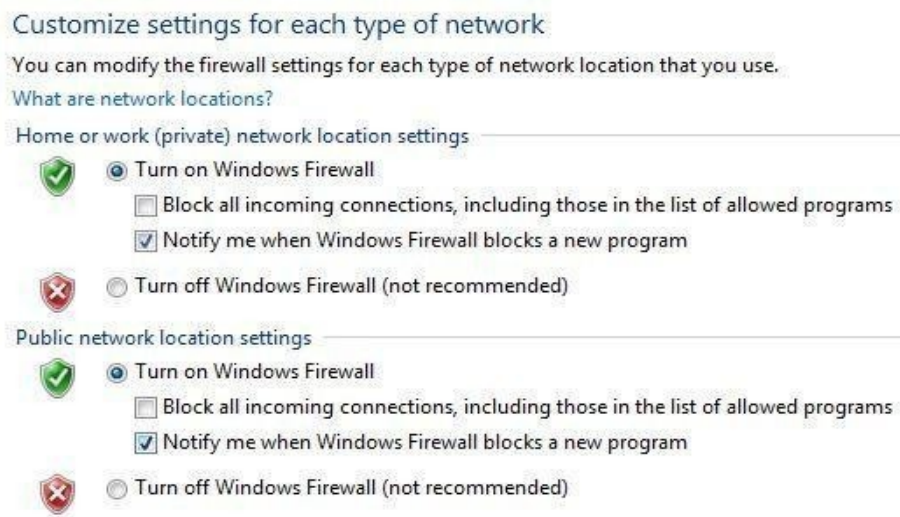 Customize settings for each type of network
You can modify the firewall settings for each type of network location that you use.
What are network locations?
Home or work (private) network location settings
Turn on Windows Firewall
Block all incoming connections, including those in the list of allowed programs
Notify me when Windows Firewall blocks a new program
Turn off Windows Firewall (not recommended)
Public network location settings
Turn on Windows Firewall
Block all incoming connections, including those in the list of allowed programs
Notify me when Windows Firewall blocks a new program
Turn off Windows Firewall (not recommended)